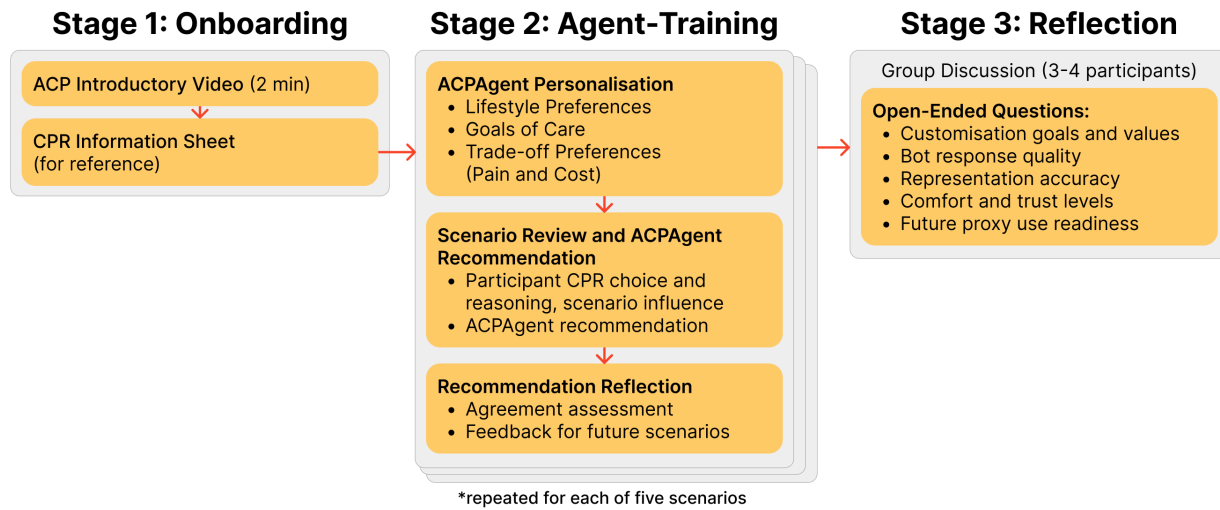 Stage 1: Onboarding
ACP Introductory Video (2 min)
CPR Information Sheet
(for reference)
Stage 2: Agent-Training
ACPAgent Personalisation
• Lifestyle Preferences
• Goals of Care
• Trade-off Preferences
(Pain and Cost)
Scenario Review and ACPAgent
Recommendation
• Participant CPR choice and
reasoning, scenario influence
• ACPAgent recommendation
Recommendation Reflection
• Agreement assessment
• Feedback for future scenarios
*repeated for each of five scenarios
Stage 3: Reflection
Group Discussion (3-4 participants)
Open-Ended Questions:
• Customisation goals and values
• Bot response quality
• Representation accuracy
• Comfort and trust levels
• Future proxy use readiness